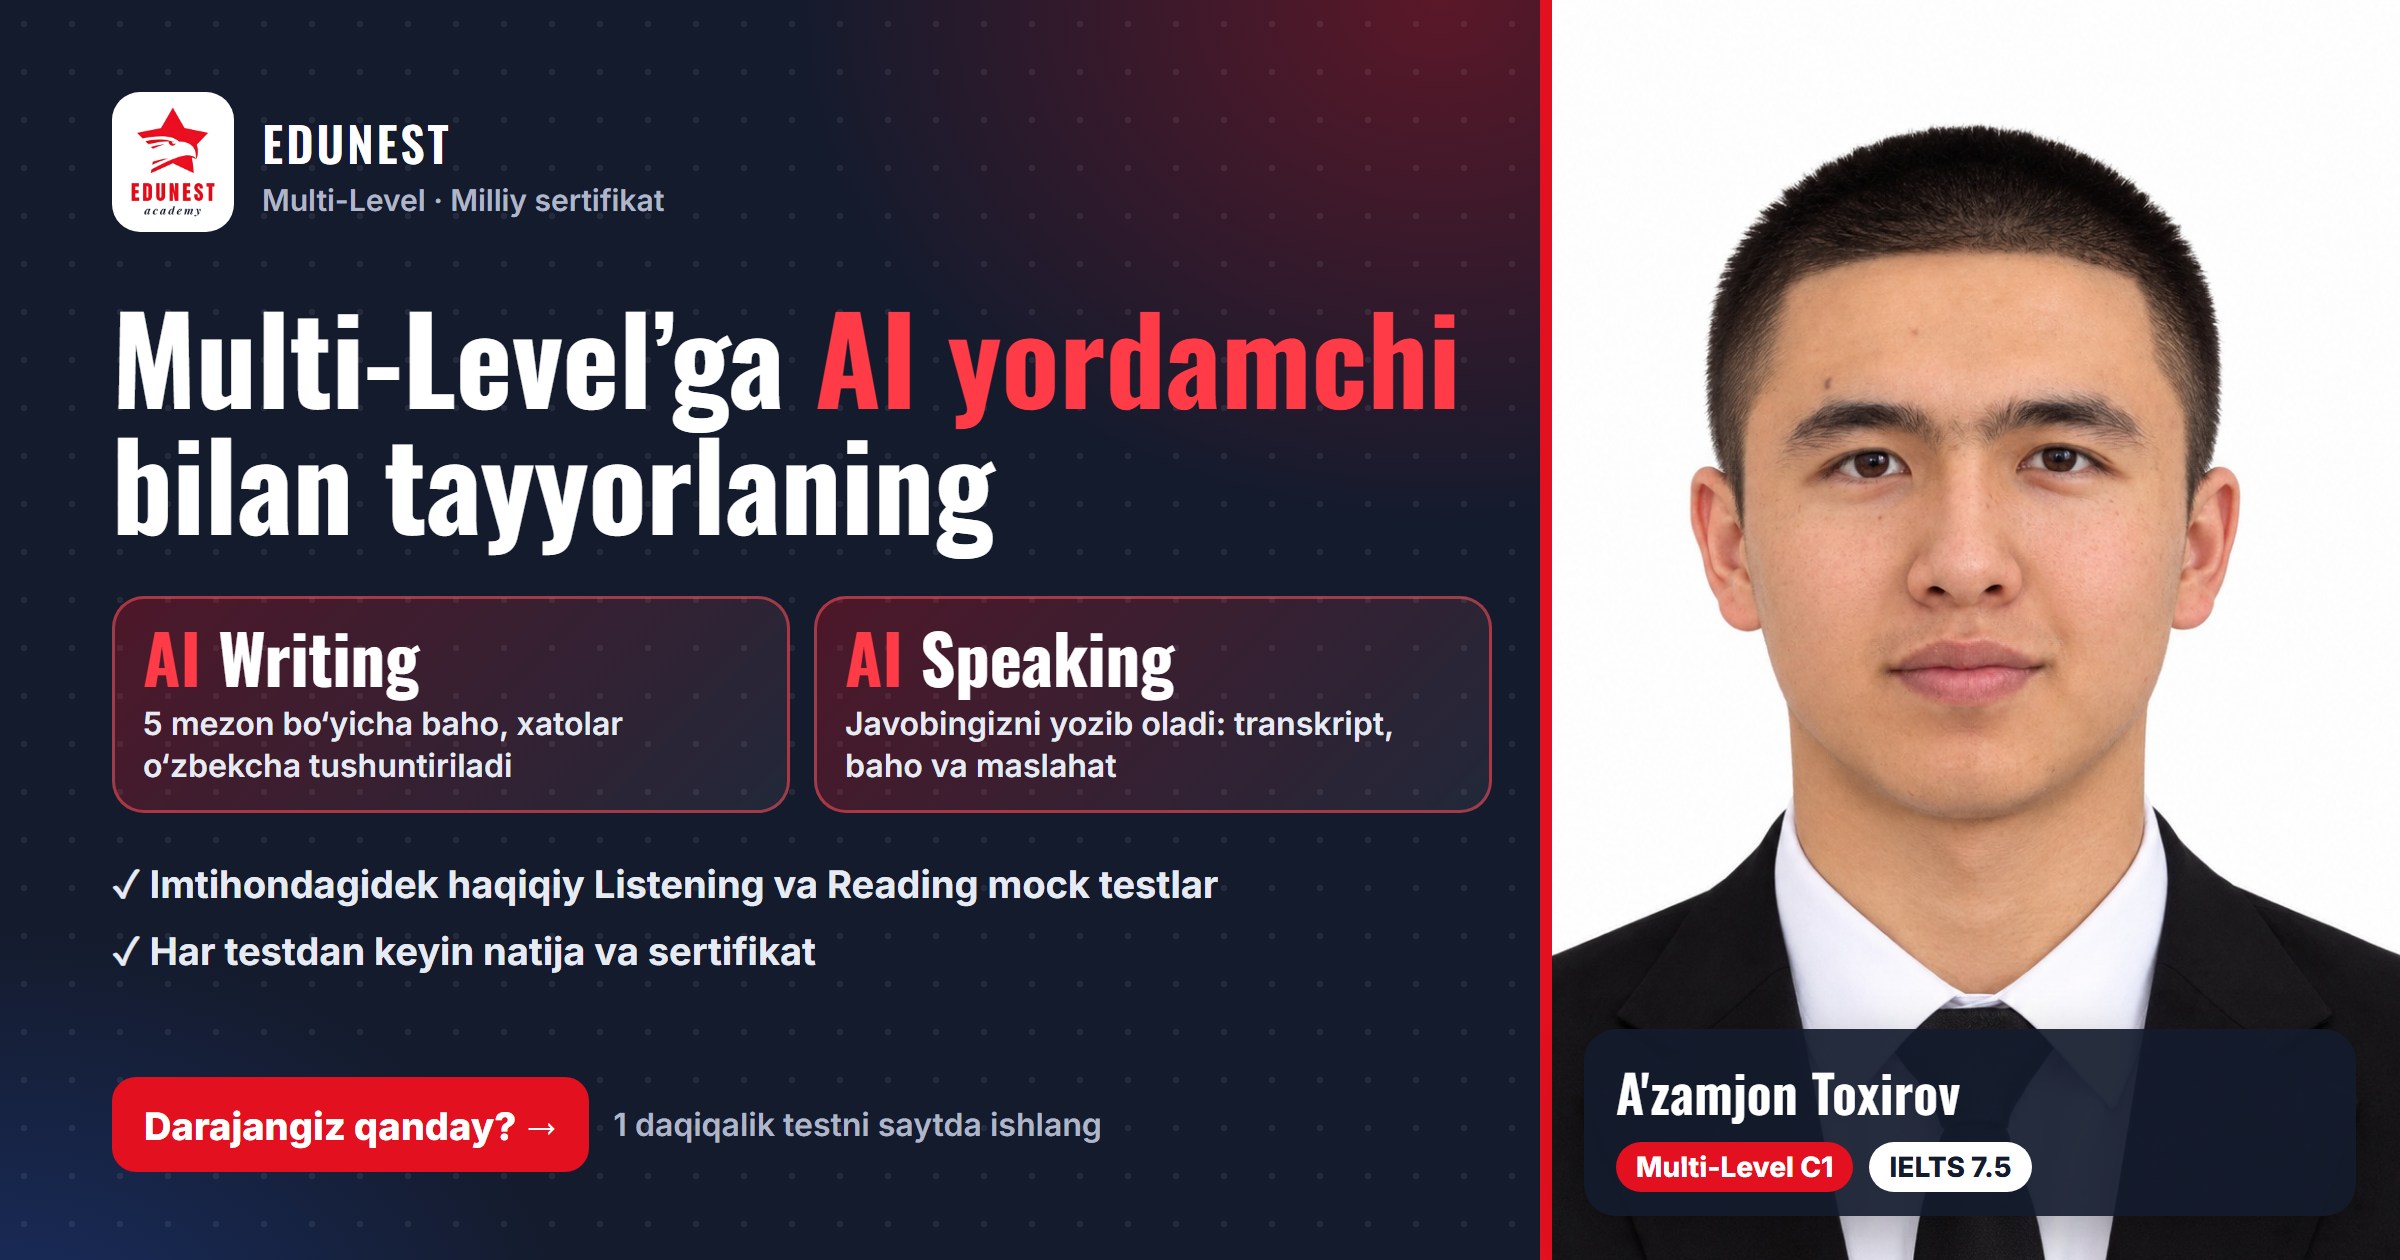 EDUNEST
academy
EDUNEST
Multi-Level · Milliy sertifikat
Multi-Level’ga AI yordamchi
bilan tayyorlaning
AI Writing
5 mezon bo‘yicha baho, xatolar
o‘zbekcha tushuntiriladi
AI Speaking
Javobingizni yozib oladi: transkript,
baho va maslahat
✓ Imtihondagidek haqiqiy Listening va Reading mock testlar
✓ Har testdan keyin natija va sertifikat
Darajangiz qanday? →
1 daqiqalik testni saytda ishlang
A'zamjon Toxirov
Multi-Level C1
IELTS 7.5